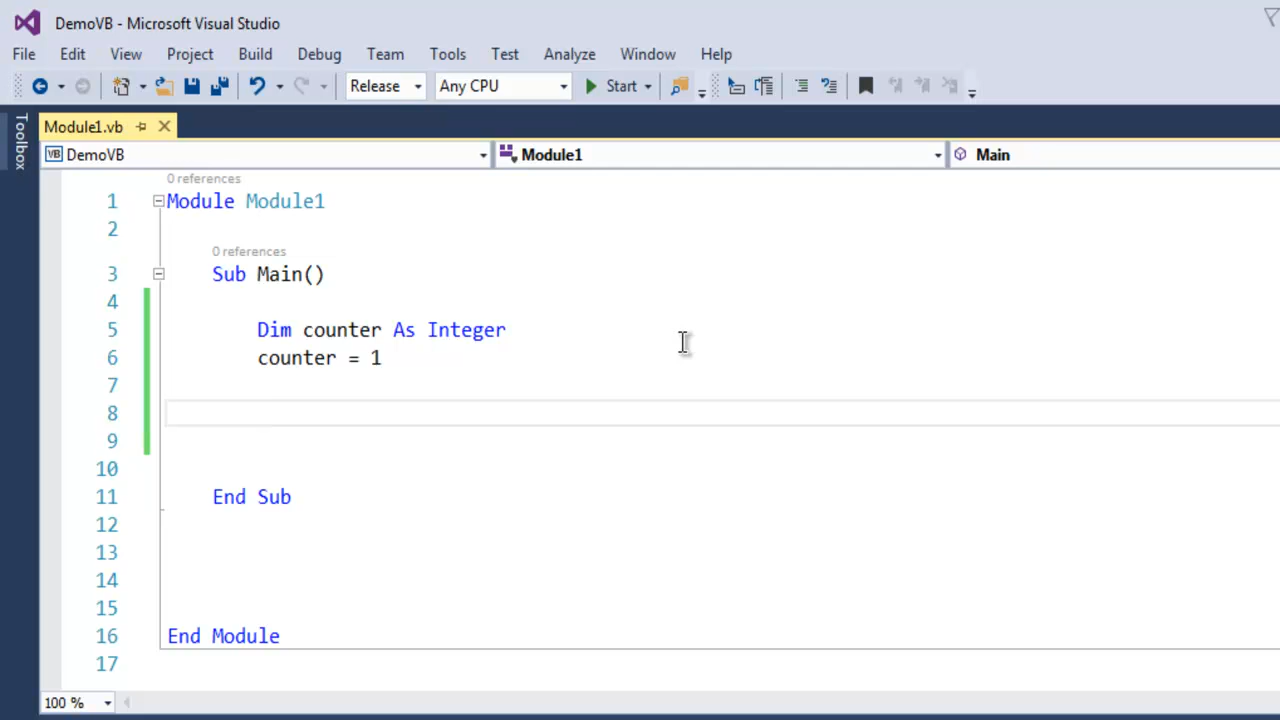 DemoVB - Microsoft Visual Studio
File Edit View Project Build Debug Team Tools Test Analyze Window Help
Release Any CPU Start
Toolbox
Module1.vb
VB DemoVB Module1 Main
0 references
1 Module Module1
2
0 references
3 Sub Main()
4
5 Dim counter As Integer
6 counter = 1
7
8
9
10
11 End Sub
12
13
14
15
16 End Module
17
100 %